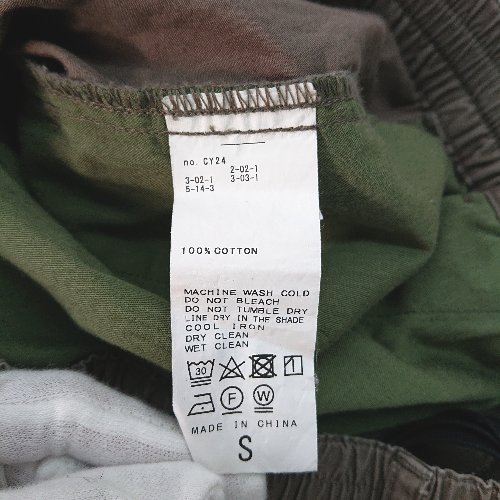 no. CY24
2-02-1
3-02-1 3-03-1
5-14-3
100% COTTON
MACHINE WASH COLD
DO NOT BLEACH
DO NOT TUMBLE DRY
LINE DRY IN THE SHADE
COOL IRON
DRY CLEAN
WET CLEAN
30
F W
MADE IN CHINA
S